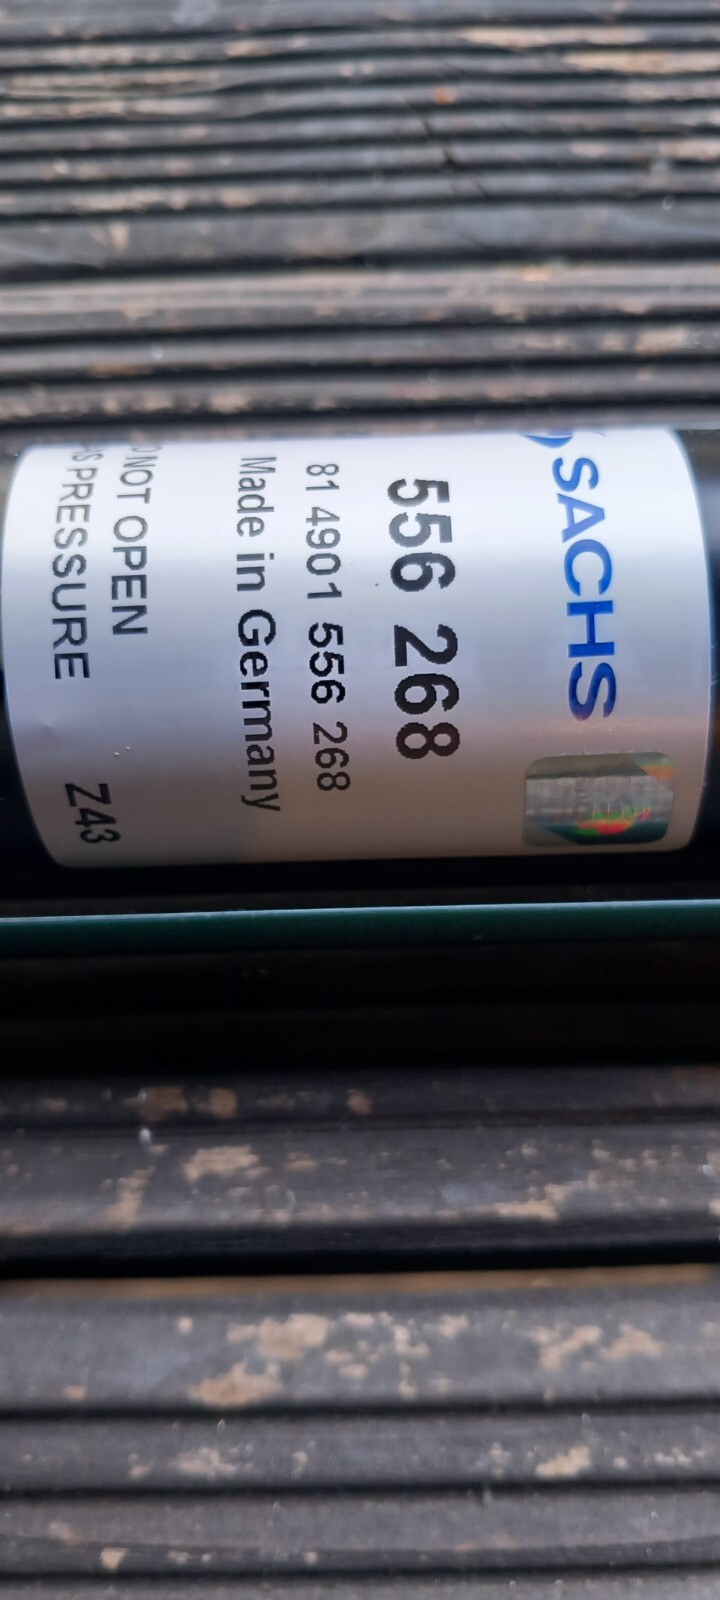 SACHS
556 268
81 4901 556 268
Made in Germany
NOT OPEN
PRESSURE
Z43